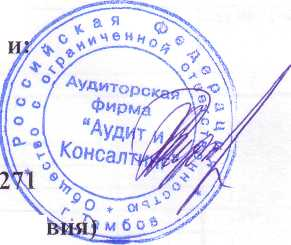 и:
Российская Федерация
Общество с ограниченной ответственностью
г. Тамбов
Аудиторская
фирма
"Аудит и
Консалтинг"
271
вия)